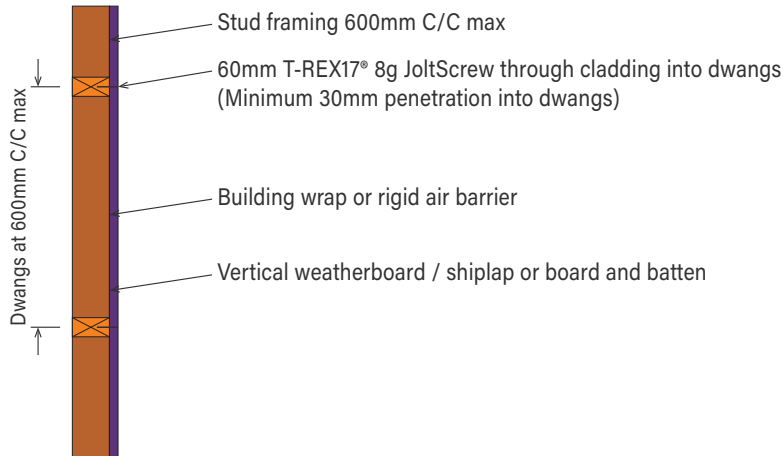 Stud framing 600mm C/C max
60mm T-REX17® 8g JoltScrew through cladding into dwangs
(Minimum 30mm penetration into dwangs)
Dwangs at 600mm C/C max
Building wrap or rigid air barrier
Vertical weatherboard / shiplap or board and batten